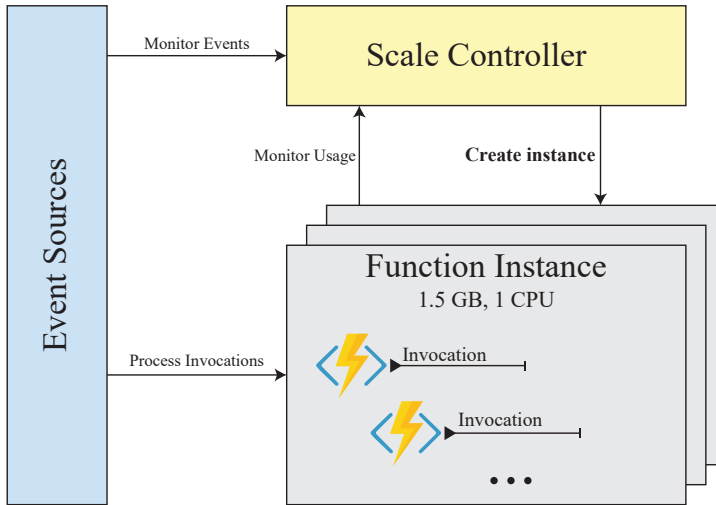 Event Sources
Monitor Events
Scale Controller
Monitor Usage
Create instance
Function Instance
1.5 GB, 1 CPU
Process Invocations
Invocation
Invocation